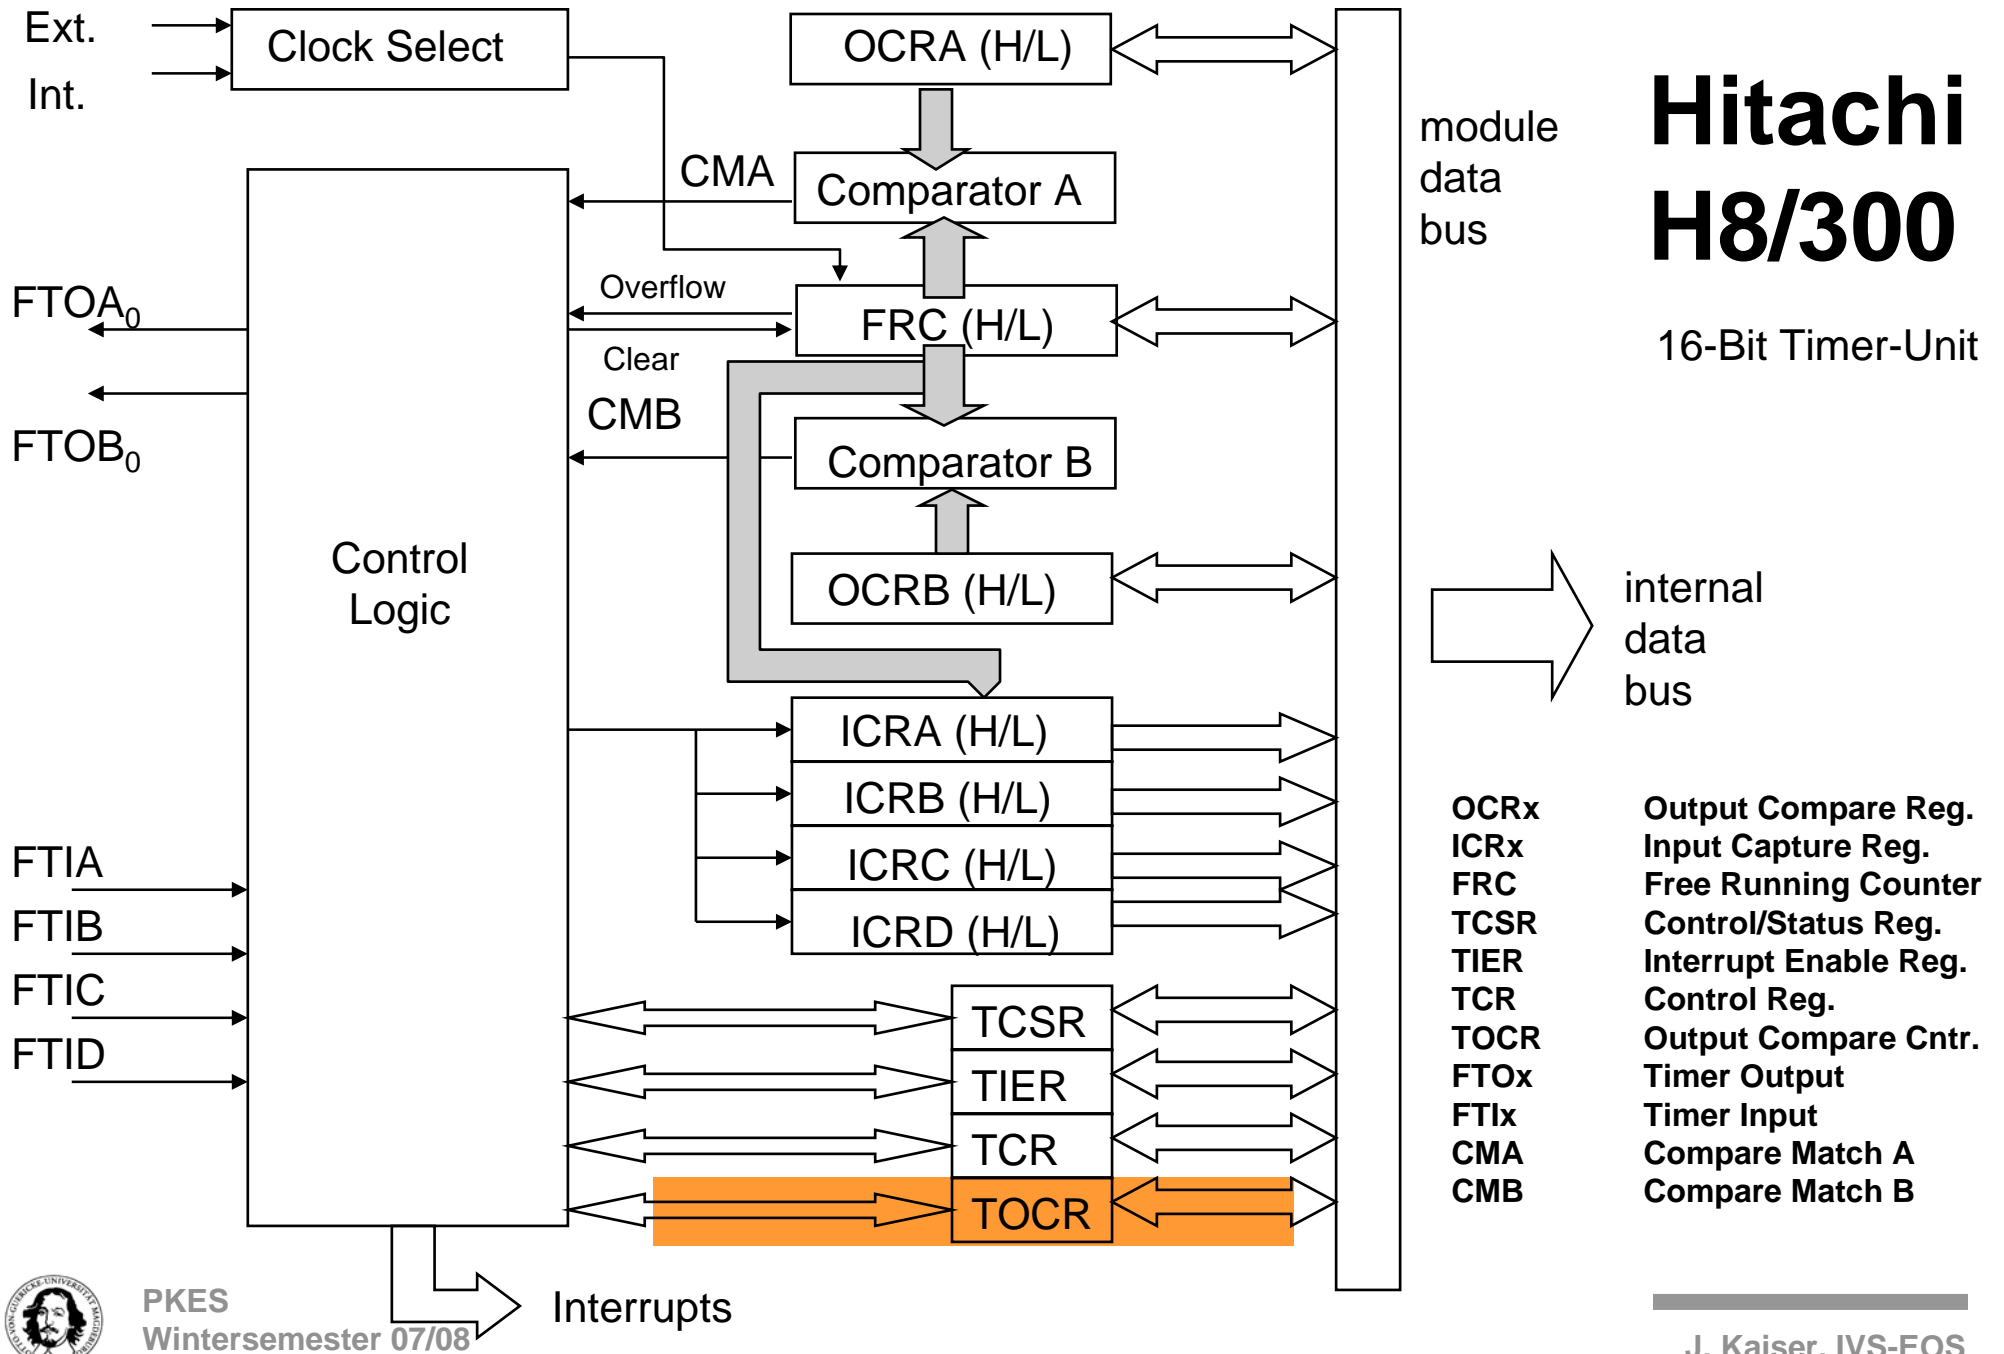 Ext.
Int.
Clock Select
OCRA (H/L)
module
data
bus
Hitachi
H8/300
16-Bit Timer-Unit
CMA
Comparator A
Overflow
FRC (H/L)
Clear
CMB
Comparator B
OCRB (H/L)
FTOA0
FTOB0
Control
Logic
internal
data
bus
ICRA (H/L)
ICRB (H/L)
ICRC (H/L)
ICRD (H/L)
FTIA
FTIB
FTIC
FTID
TCSR
TIER
TCR
TOCR
OCRx Output Compare Reg.
ICRx Input Capture Reg.
FRC Free Running Counter
TCSR Control/Status Reg.
TIER Interrupt Enable Reg.
TCR Control Reg.
TOCR Output Compare Cntr.
FTOx Timer Output
FTIx Timer Input
CMA Compare Match A
CMB Compare Match B
Interrupts
PKES
Wintersemester 07/08
J. Kaiser, IVS-EOS